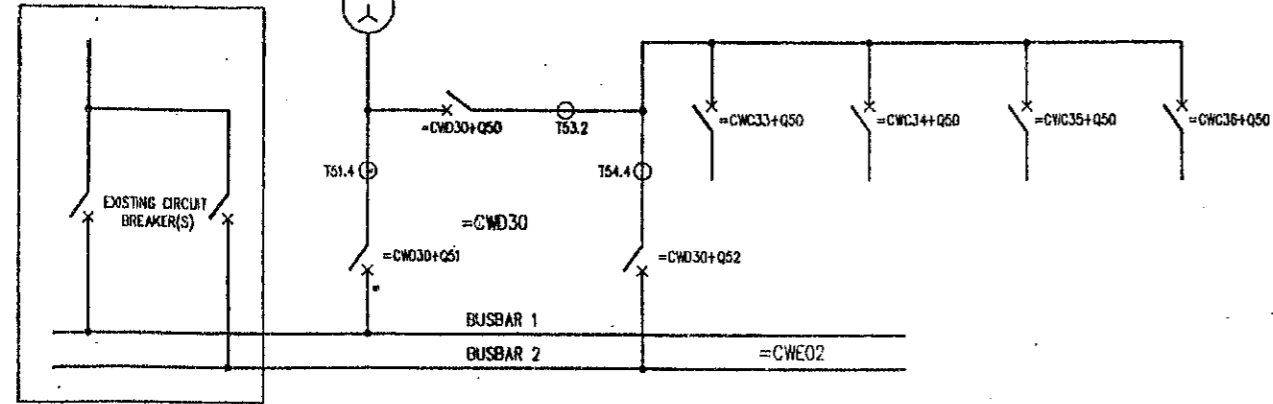 =CWD30+Q50
T53.2
=CWC33+Q50
=CWC34+Q50
=CWC35+Q50
=CWC36+Q50
T51.4
T54.4
EXISTING CIRCUIT
BREAKER(S)
=CWD30
=CWD30+Q51
=CWD30+Q52
BUSBAR 1
BUSBAR 2
=CWE02